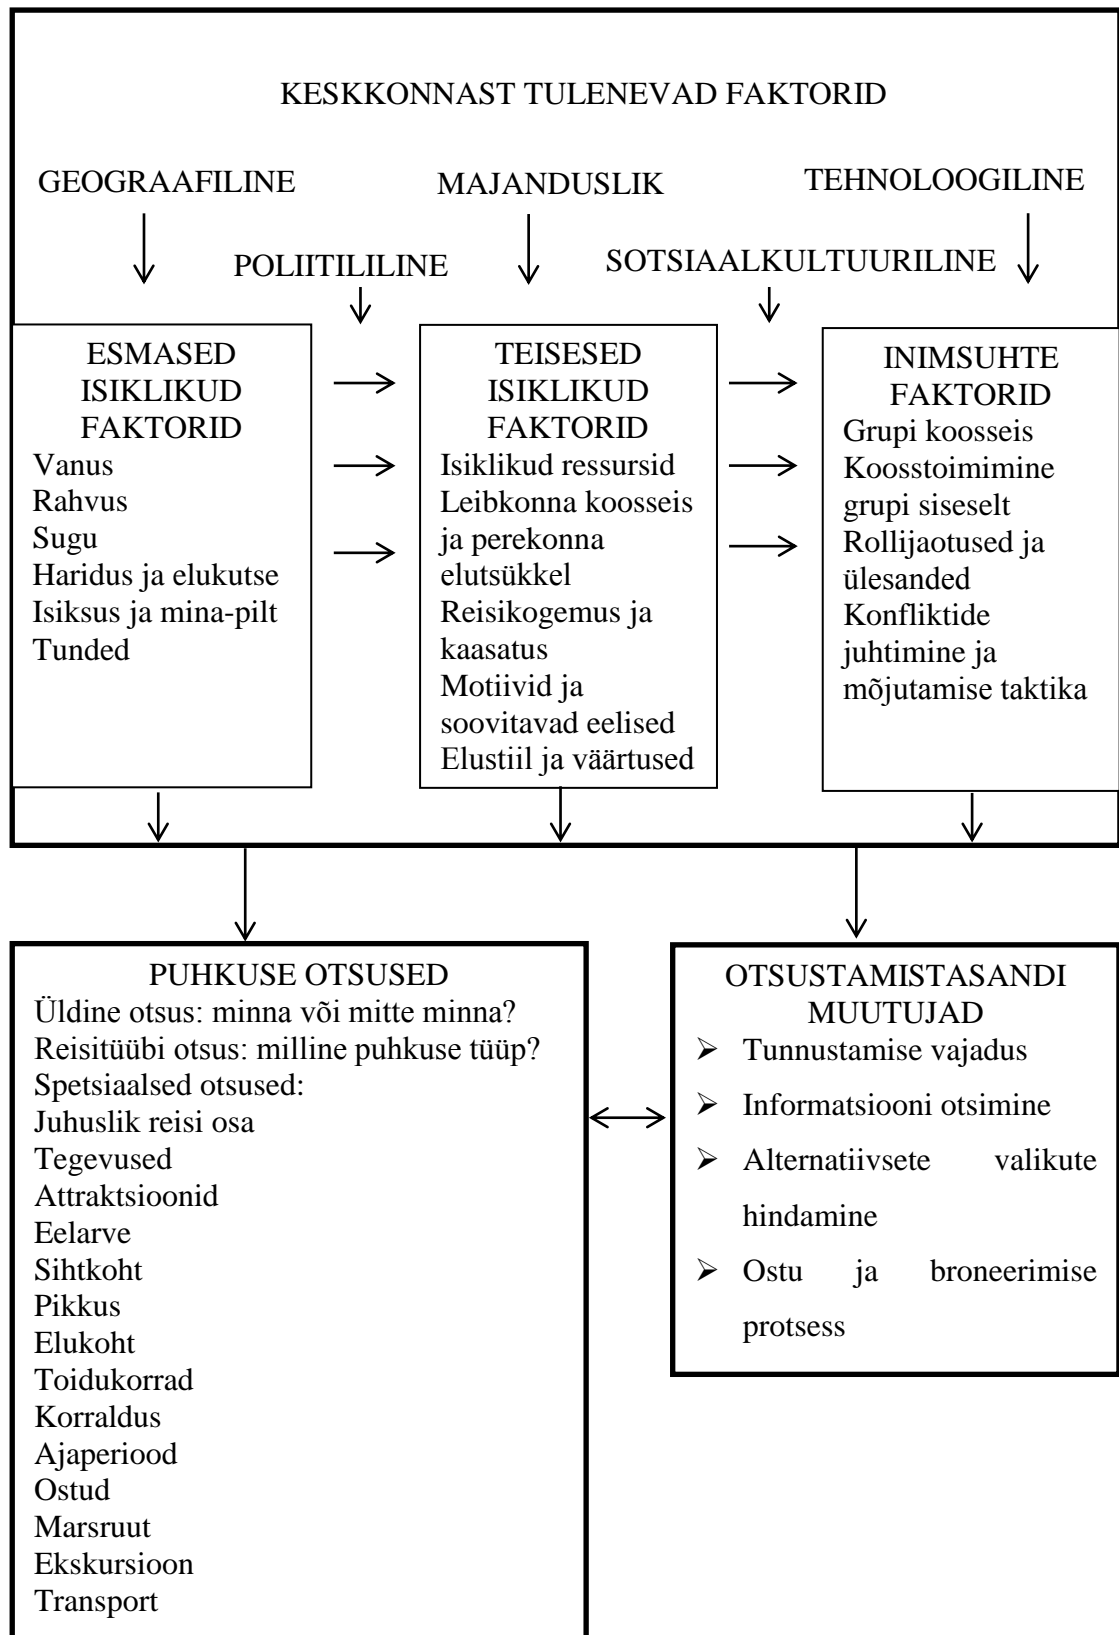 KESKKONNAST TULENEVAD FAKTORID
GEOGRAAFILINE
MAJANDUSLIK
TEHNOLOOGILINE
POLIITILILINE
SOTSIAALKULTUURILINE
ESMASED
ISIKLIKUD
FAKTORID
Vanus
Rahvus
Sugu
Haridus ja elukutse
Isiksus ja mina-pilt
Tunded
TEISESED
ISIKLIKUD
FAKTORID
Isiklikud ressursid
Leibkonna koosseis
ja perekonna
elutsükkel
Reisikogemus ja
kaasatus
Motiivid ja
soovitavad eelised
Elustiil ja väärtused
INIMSUHTE
FAKTORID
Grupi koosseis
Koosstoimimine
grupi siseselt
Rollijaotused ja
ülesanded
Konfliktide
juhtimine ja
mõjutamise taktika
PUHKUSE OTSUSED
Üldine otsus: minna või mitte minna?
Reisitüübi otsus: milline puhkuse tüüp?
Spetsiaalsed otsused:
Juhuslik reisi osa
Tegevused
Attraktsioonid
Eelarve
Sihtkoht
Pikkus
Elukoht
Toidukorrad
Korraldus
Ajaperiood
Ostud
Marsruut
Ekskursioon
Transport
OTSUSTAMISTASANDI
MUUTUJAD
➢ Tunnustamise vajadus
➢ Informatsiooni otsimine
➢ Alternatiivsete valikute
hindamine
➢ Ostu ja broneerimise
protsess